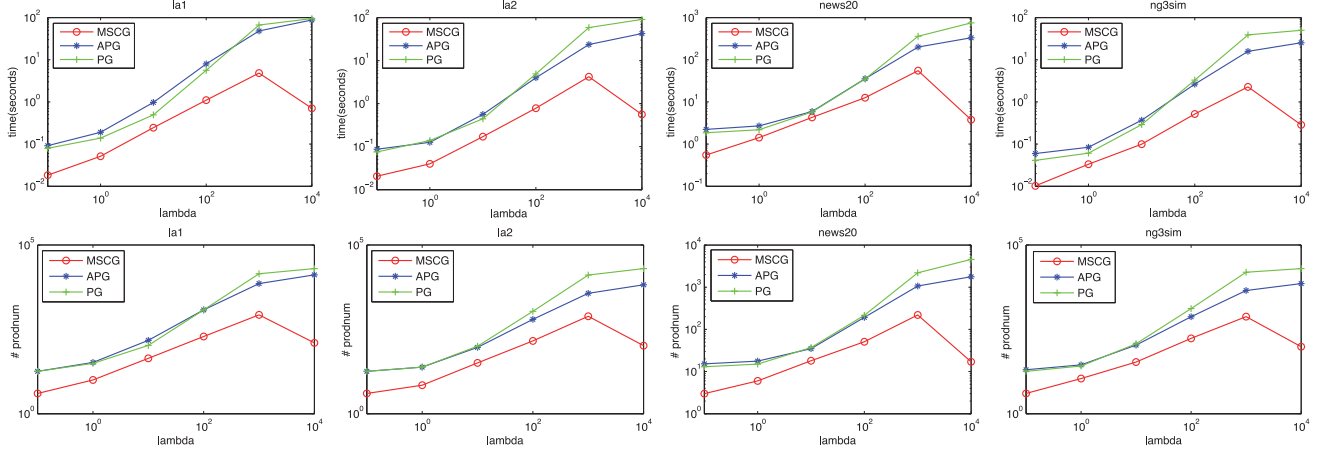 la1
10^2
10^1
10^0
10^-1
10^-2
time(seconds)
MSCG
APG
PG
10^0
10^2
10^4
lambda
la2
10^2
10^1
10^0
10^-1
10^-2
time(seconds)
MSCG
APG
PG
10^0
10^2
10^4
lambda
news20
10^3
10^2
10^1
10^0
10^-1
time(seconds)
MSCG
APG
PG
10^0
10^2
10^4
lambda
ng3sim
10^2
10^1
10^0
10^-1
10^-2
time(seconds)
MSCG
APG
PG
10^0
10^2
10^4
lambda
la1
10^5
10^0
# prodnum
MSCG
APG
PG
10^0
10^2
10^4
lambda
la2
10^5
10^0
# prodnum
MSCG
APG
PG
10^0
10^2
10^4
lambda
news20
10^4
10^3
10^2
10^1
10^0
# prodnum
MSCG
APG
PG
10^0
10^2
10^4
lambda
ng3sim
10^5
10^0
# prodnum
MSCG
APG
PG
10^0
10^2
10^4
lambda